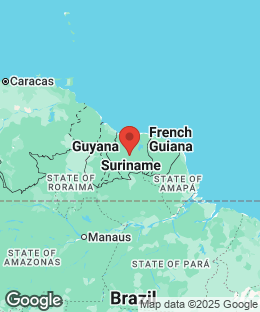 Caracas
Guyana
French
Guiana
Suriname
STATE OF
RORAIMA
STATE OF
AMAPÁ
Manaus
STATE OF
AMAZONAS
STATE OF PARÁ
Brazil
Map data ©2025 Google